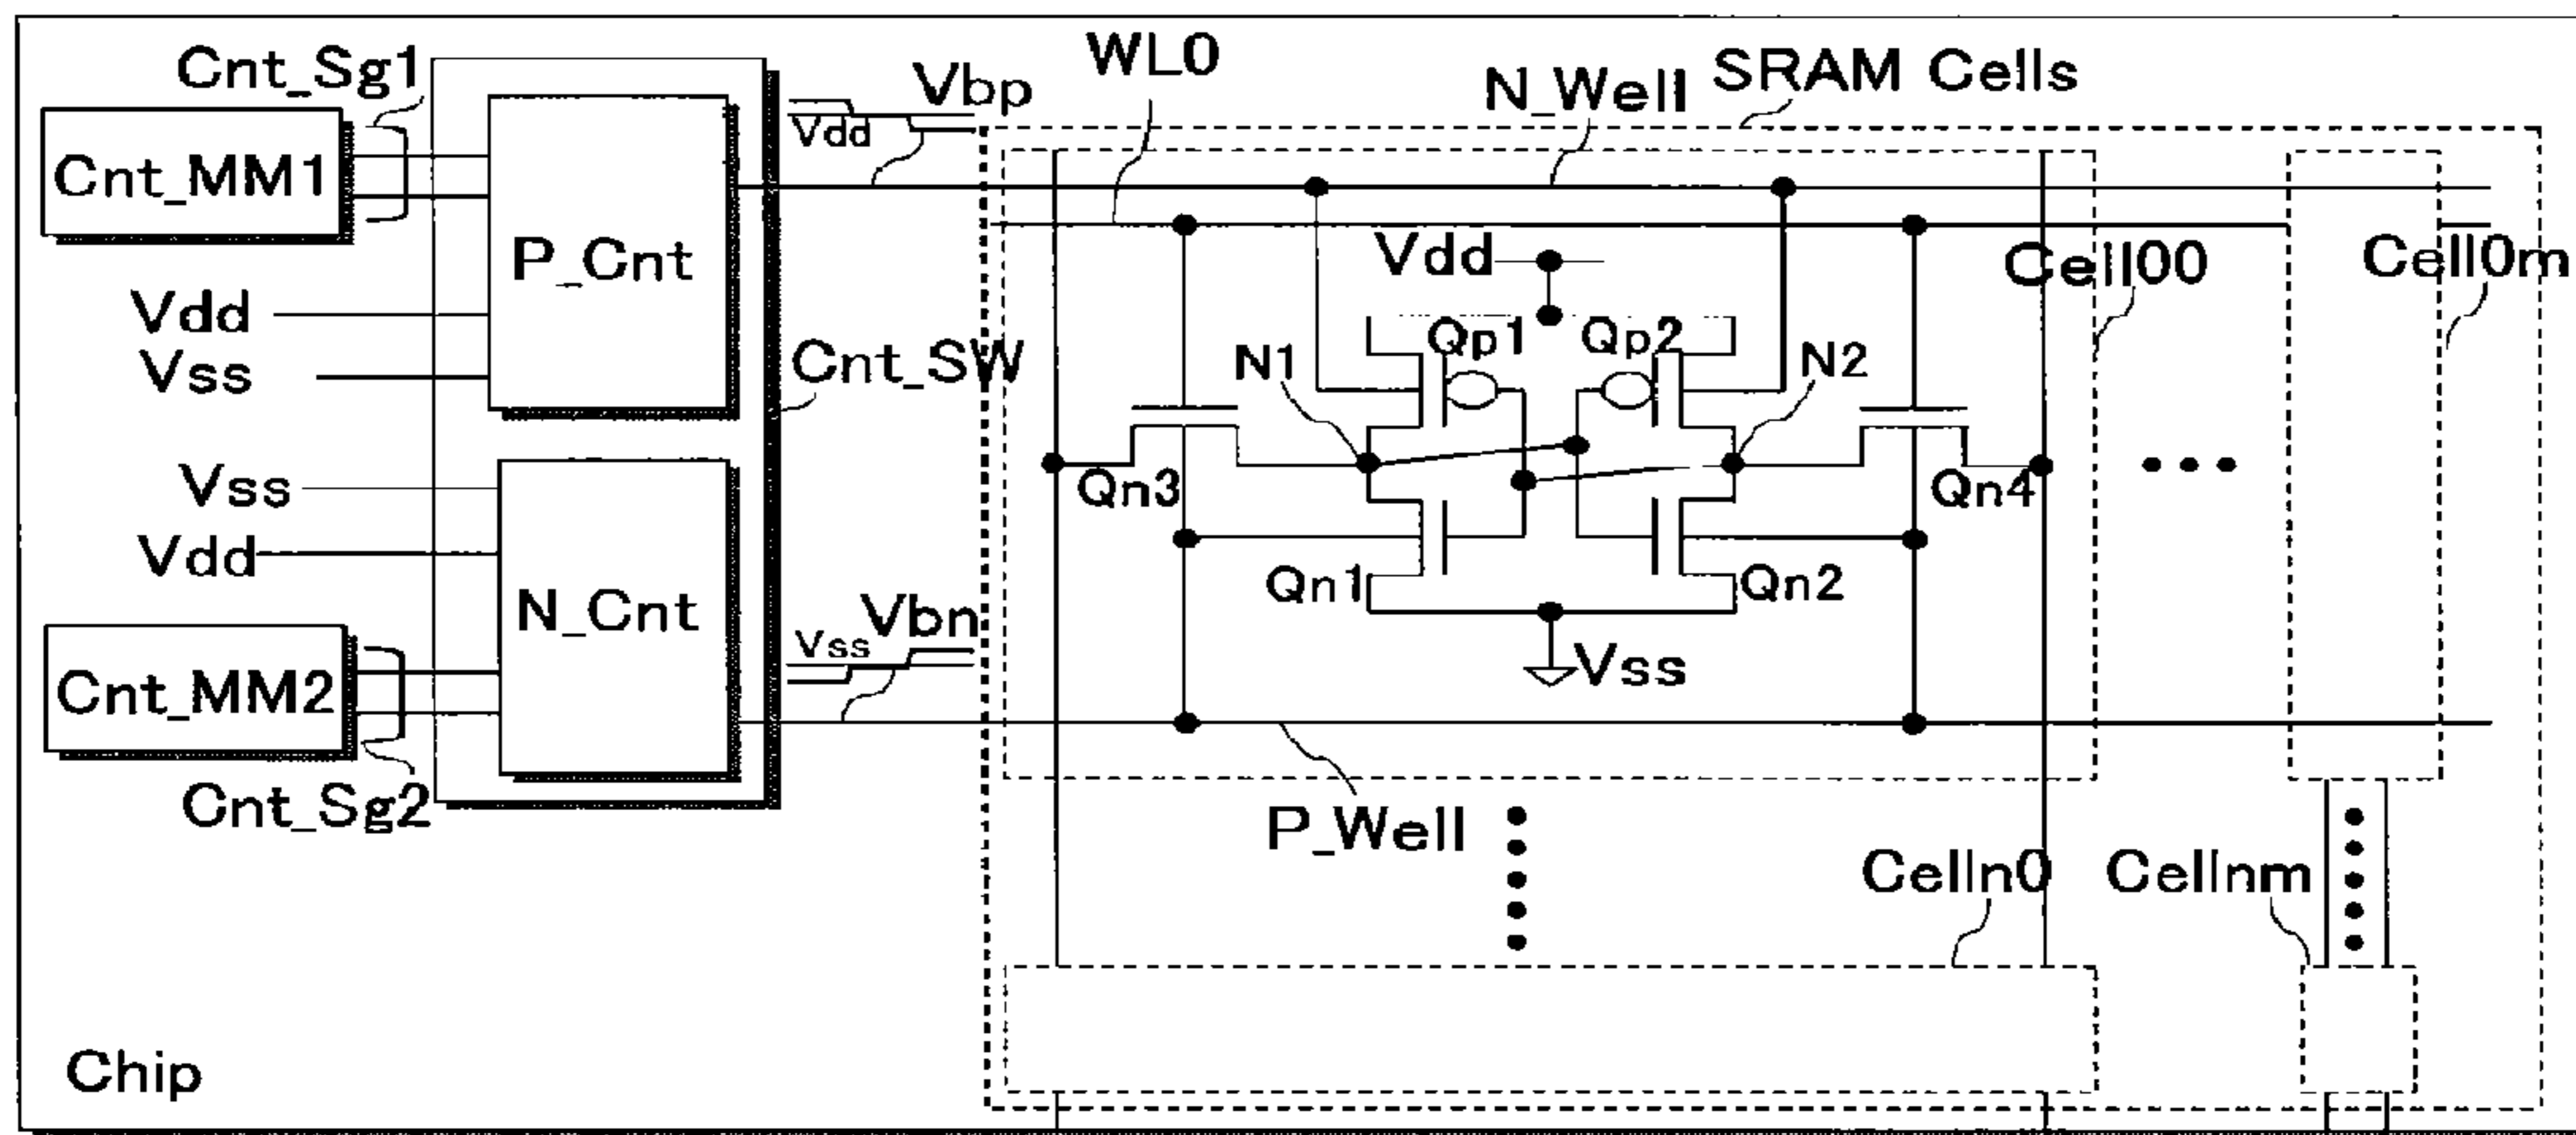 Cnt_Sg1
WL0
N_Well
SRAM Cells
Vbp
Vdd
Cnt_MM1
P_Cnt
Vdd
Vss
Cnt_SW
Vdd
Cell00
Cell0m
Qp1
Qp2
N1
N2
Qn3
Qn4
Vss
Vdd
N_Cnt
Qn1
Qn2
Vss
Vbn
Vss
Cnt_MM2
Cnt_Sg2
P_Well
Celln0
Cellnm
Chip